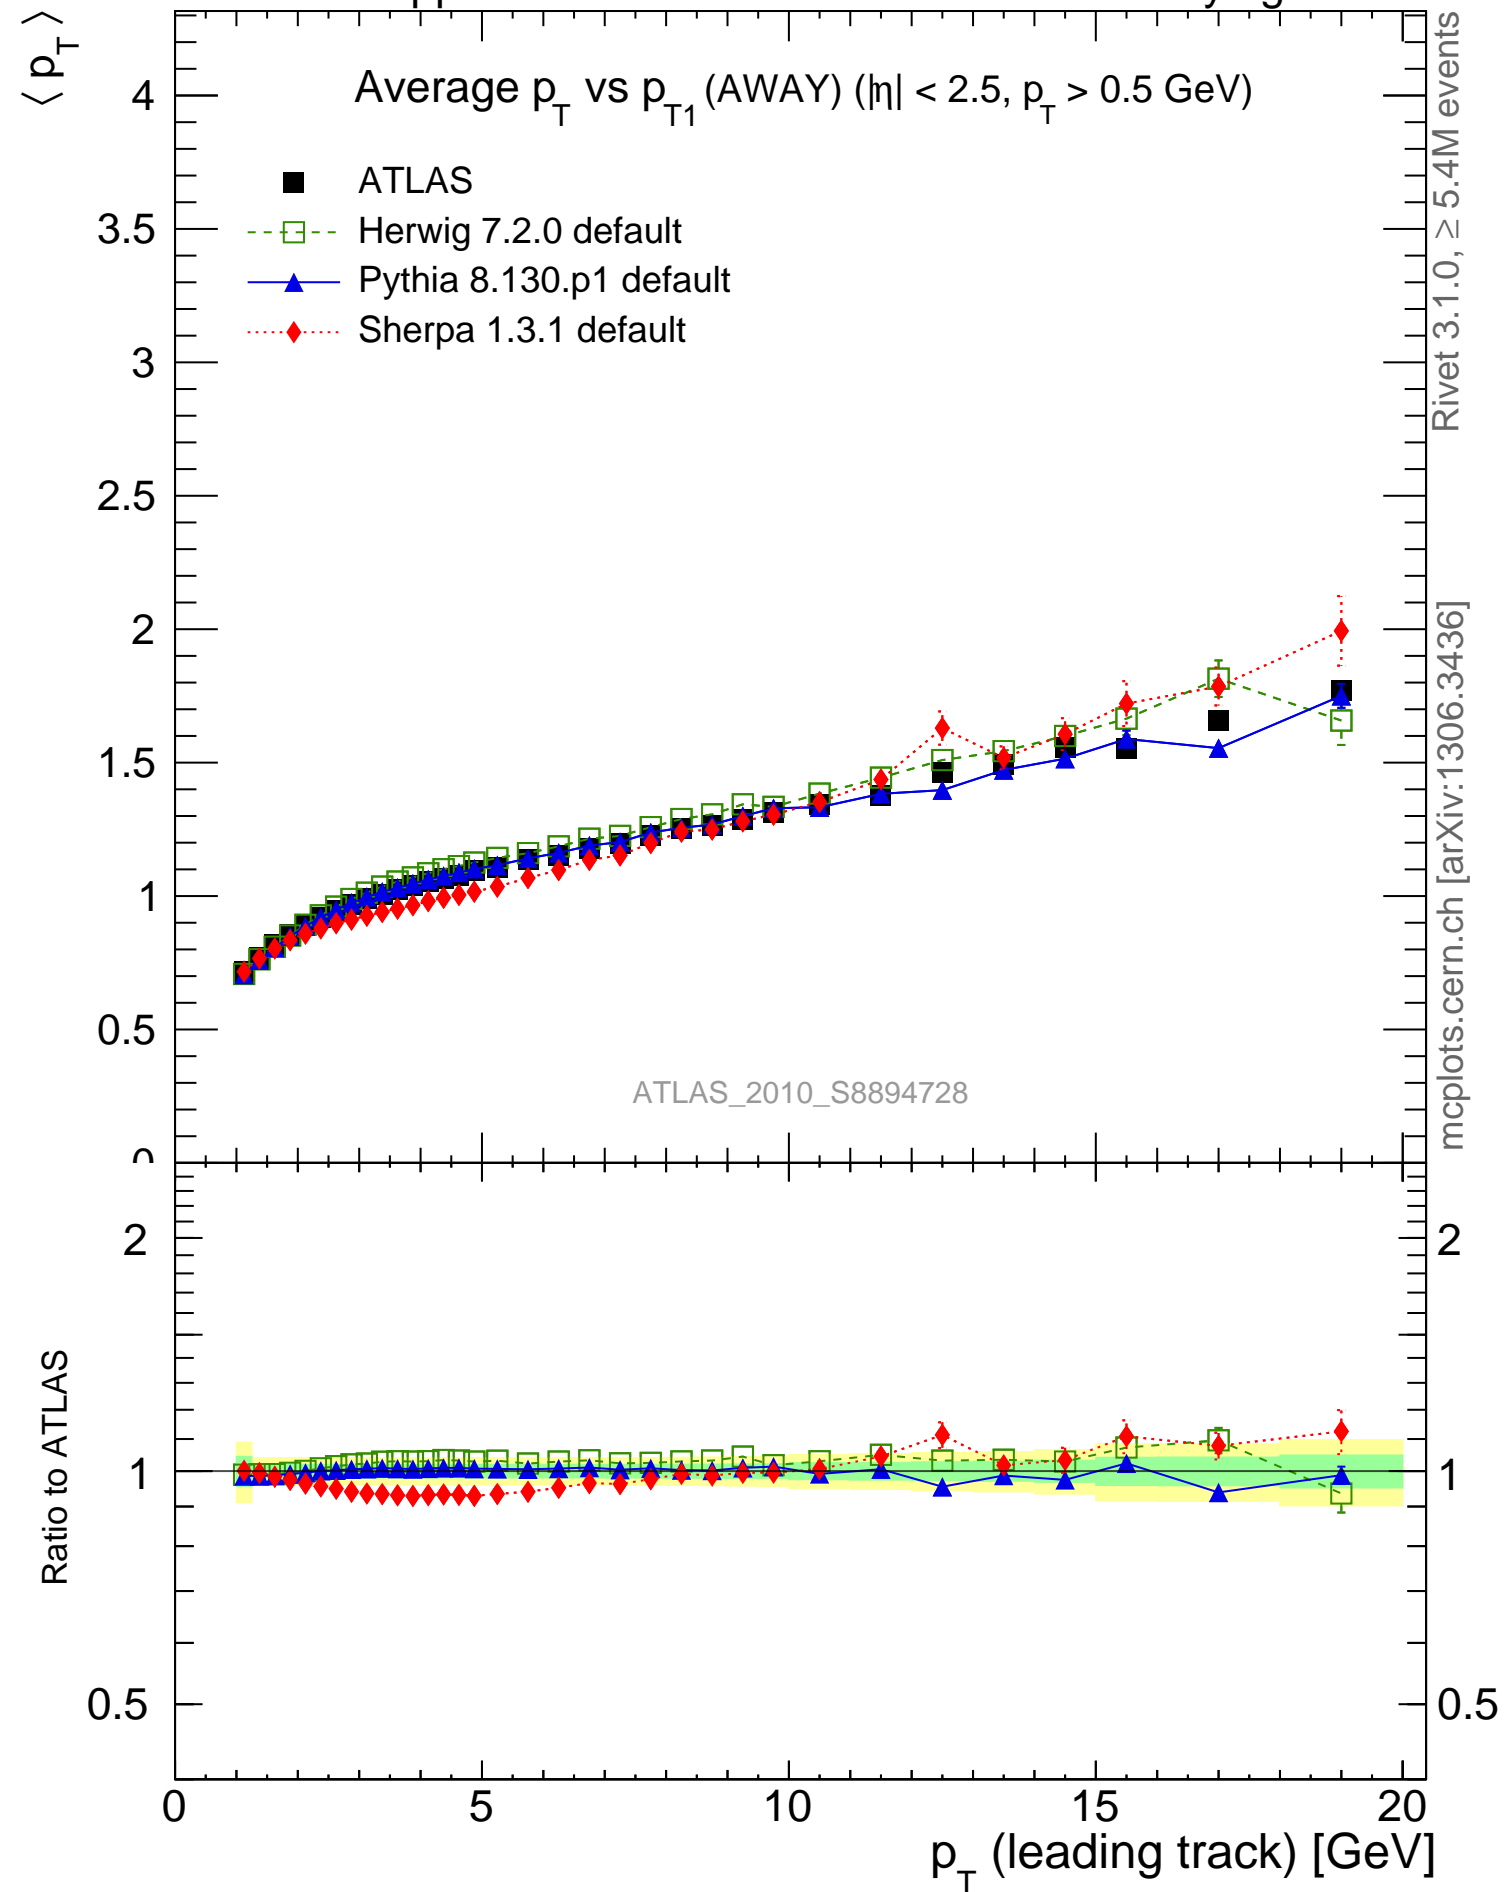 ⟨ p_T ⟩
Average p_T vs p_T1 (AWAY) (|η| < 2.5, p_T > 0.5 GeV)
ATLAS
Herwig 7.2.0 default
Pythia 8.130.p1 default
Sherpa 1.3.1 default
4
3.5
3
2.5
2
1.5
1
0.5
0
ATLAS_2010_S8894728
Rivet 3.1.0, ≥ 5.4M events
mcplots.cern.ch [arXiv:1306.3436]
Ratio to ATLAS
2 2
1 1
0.5 0.5
0 5 10 15 20
p_T (leading track) [GeV]